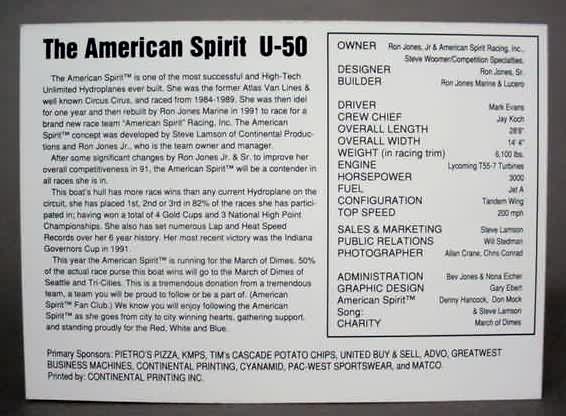 The American Spirit U-50
The American Spirit™ is one of the most successful and High-Tech
Unlimited Hydroplanes ever built. She was the former Atlas Van Lines &
well known Circus Cirus, and raced from 1984-1989. She was then idel
for one year and then rebuilt by Ron Jones Marine in 1991 to race for a
brand new race team "American Spirit" Racing, Inc. The American
Spirit™ concept was developed by Steve Lamson of Continental Produc-
tions and Ron Jones Jr., who is the team owner and manager.
After some significant changes by Ron Jones Jr. & Sr. to improve her
overall competitiveness in 91, the American Spirit™ will be a contender in
all races she is in.
This boat's hull has more race wins than any current Hydroplane on the
circuit, she has placed 1st, 2nd or 3rd in 82% of the races she has partici-
pated in; having won a total of 4 Gold Cups and 3 National High Point
Championships. She also has set numerous Lap and Heat Speed
Records over her 6 year history. Her most recent victory was the Indiana
Governors Cup in 1991.
This year the American Spirit™ is running for the March of Dimes. 50%
of the actual race purse this boat wins will go to the March of Dimes of
Seattle and Tri-Cities. This is a tremendous donation from a tremendous
team, a team you will be proud to follow or be a part of. (American
Spirit™ Fan Club.) We know you will enjoy following the American
Spirit™ as she goes from city to city winning hearts, gathering support,
and standing proudly for the Red, White and Blue.
OWNER Ron Jones, Jr & American Spirit Racing, Inc.,
Steve Woomer/Competition Specialties,
DESIGNER Ron Jones, Sr.
BUILDER Ron Jones Marine & Lucero
DRIVER Mark Evans
CREW CHIEF Jay Koch
OVERALL LENGTH 28'8"
OVERALL WIDTH 14' 4"
WEIGHT (in racing trim) 6,100 lbs.
ENGINE Lycoming T55-7 Turbines
HORSEPOWER 3000
FUEL Jet A
CONFIGURATION Tandem Wing
TOP SPEED 200 mph
SALES & MARKETING Steve Lamson
PUBLIC RELATIONS Will Stedman
PHOTOGRAPHER Allan Crane, Chris Conrad
ADMINISTRATION Bev Jones & Nona Eicher
GRAPHIC DESIGN Gary Ebert
American Spirit™ Denny Hancock, Don Mock
Song: & Steve Lamson
CHARITY March of Dimes
Primary Sponsors: PIETRO'S PIZZA, KMPS, TIM's CASCADE POTATO CHIPS, UNITED BUY & SELL, ADVO, GREATWEST
BUSINESS MACHINES, CONTINENTAL PRINTING, CYANAMID, PAC-WEST SPORTSWEAR, and MATCO.
Printed by: CONTINENTAL PRINTING INC.